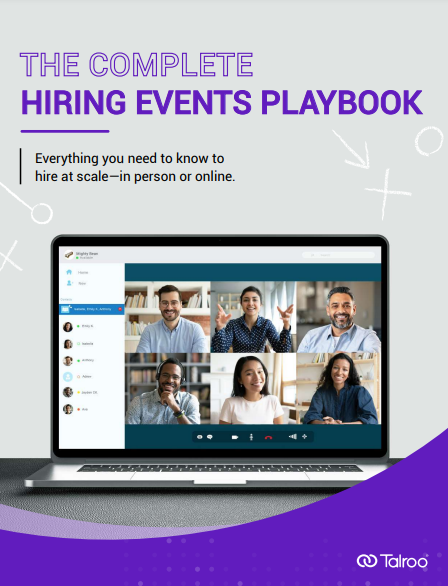 THE COMPLETE
HIRING EVENTS PLAYBOOK
Everything you need to know to
hire at scale—in person or online.
Home
Talroo